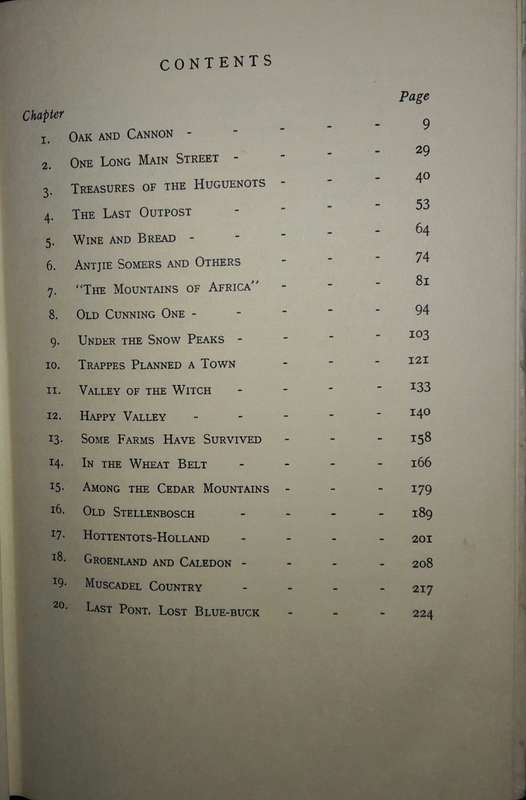 CONTENTS
Chapter Page
1. OAK AND CANNON - - - - - 9
2. ONE LONG MAIN STREET - - - - 29
3. TREASURES OF THE HUGUENOTS - - - 40
4. THE LAST OUTPOST - - - - 53
5. WINE AND BREAD - - - - - 64
6. ANTJIE SOMERS AND OTHERS - - - 74
7. "THE MOUNTAINS OF AFRICA" - - - 81
8. OLD CUNNING ONE - - - - - 94
9. UNDER THE SNOW PEAKS - - - - 103
10. TRAPPES PLANNED A TOWN - - - 121
11. VALLEY OF THE WITCH - - - - 133
12. HAPPY VALLEY - - - - - 140
13. SOME FARMS HAVE SURVIVED - - - 158
14. IN THE WHEAT BELT - - - - 166
15. AMONG THE CEDAR MOUNTAINS - - - 179
16. OLD STELLENBOSCH - - - - 189
17. HOTTENTOTS-HOLLAND - - - - 201
18. GROENLAND AND CALEDON - - - - 208
19. MUSCADEL COUNTRY - - - - 217
20. LAST PONT, LOST BLUE-BUCK - - - 224